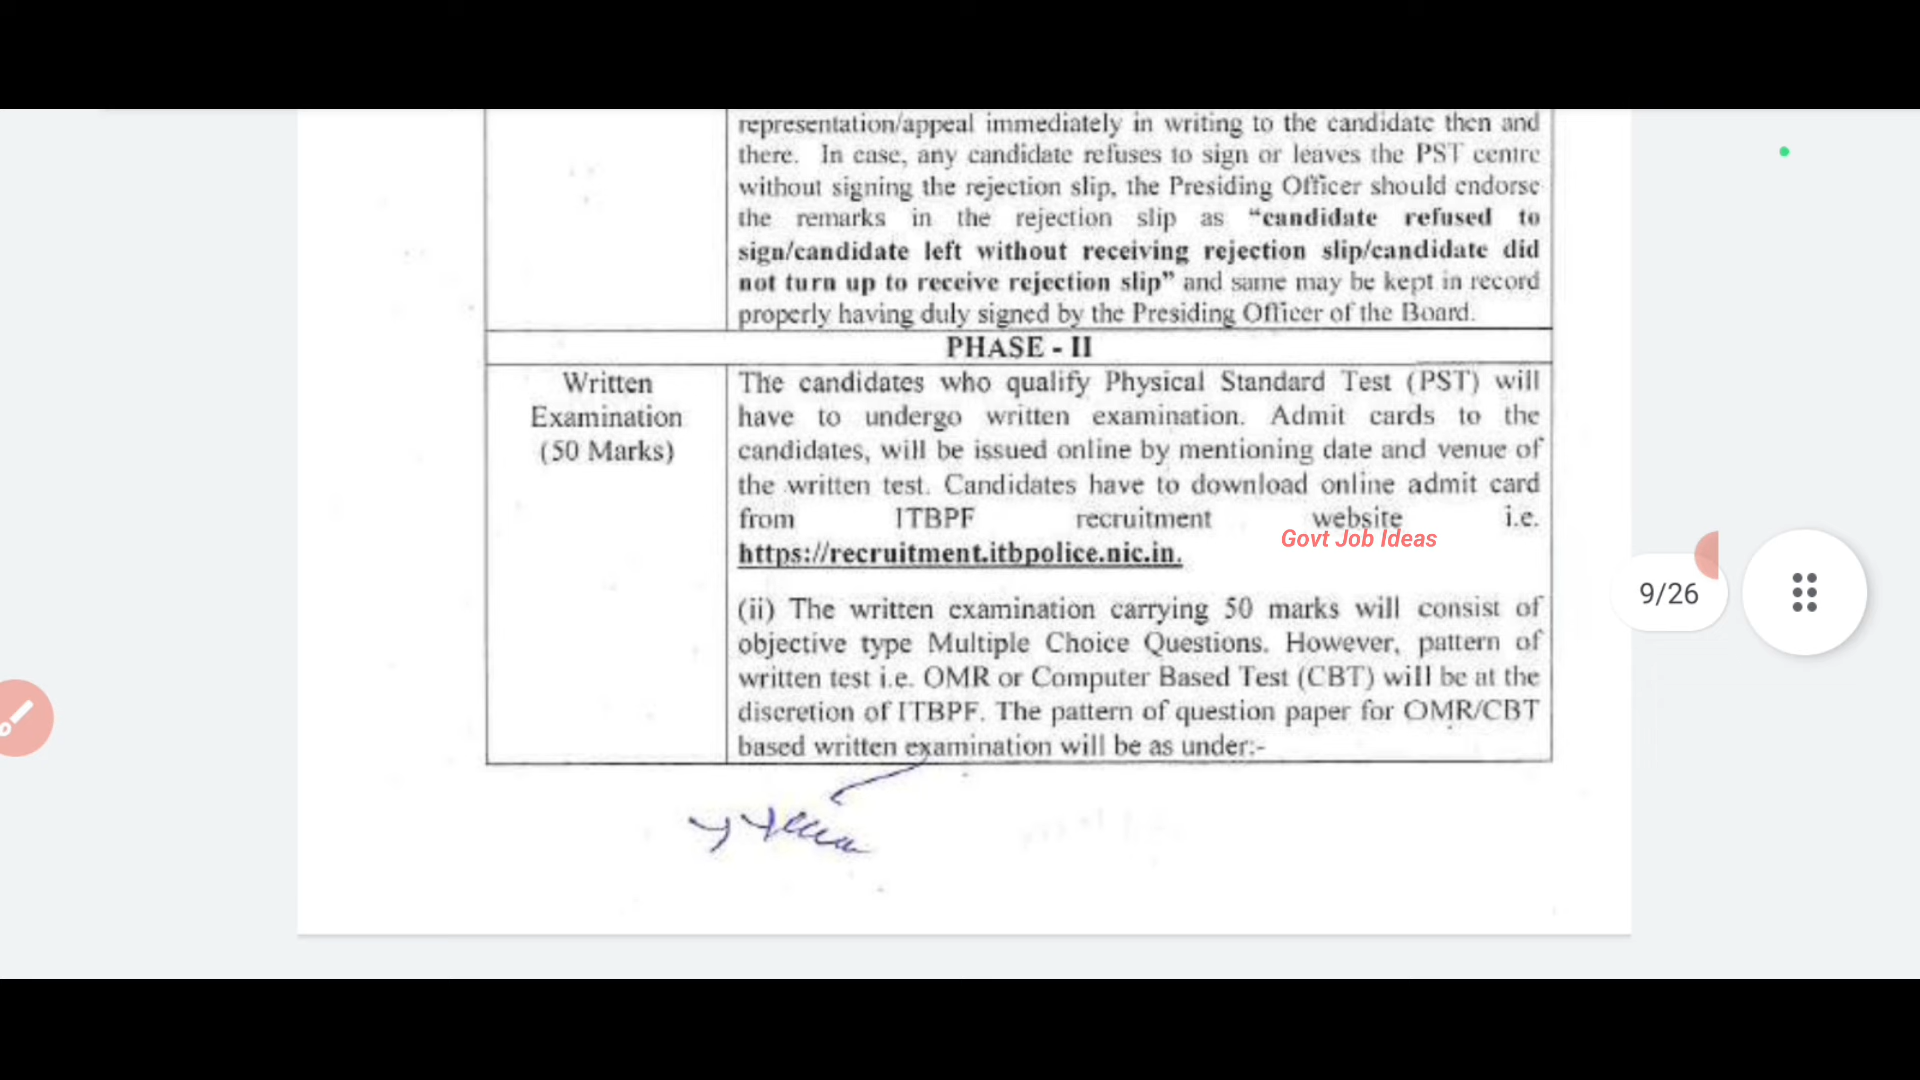 representation/appeal immediately in writing to the candidate then and
there. In case, any candidate refuses to sign or leaves the PST centre
without signing the rejection slip, the Presiding Officer should endorse
the remarks in the rejection slip as “candidate refused to
sign/candidate left without receiving rejection slip/candidate did
not turn up to receive rejection slip” and same may be kept in record
properly having duly signed by the Presiding Officer of the Board.
PHASE - II
Written
Examination
(50 Marks)
The candidates who qualify Physical Standard Test (PST) will
have to undergo written examination. Admit cards to the
candidates, will be issued online by mentioning date and venue of
the written test. Candidates have to download online admit card
from ITBPF recruitment website i.e.
https://recruitment.itbpolice.nic.in.
(ii) The written examination carrying 50 marks will consist of
objective type Multiple Choice Questions. However, pattern of
written test i.e. OMR or Computer Based Test (CBT) will be at the
discretion of ITBPF. The pattern of question paper for OMR/CBT
based written examination will be as under:-
Govt Job Ideas
9/26